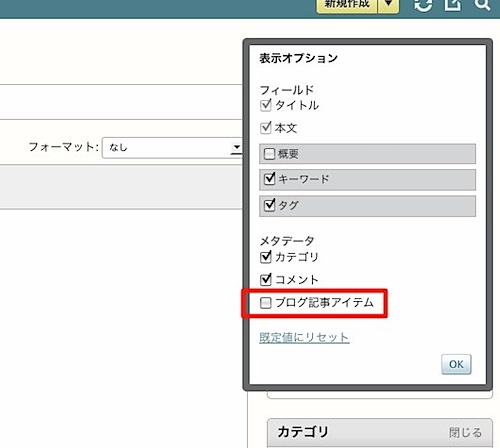 新規作成
表示オプション
フィールド
タイトル
本文
フォーマット: なし
概要
キーワード
タグ
メタデータ
カテゴリ
コメント
ブログ記事アイテム
既定値にリセット
OK
カテゴリ 閉じる